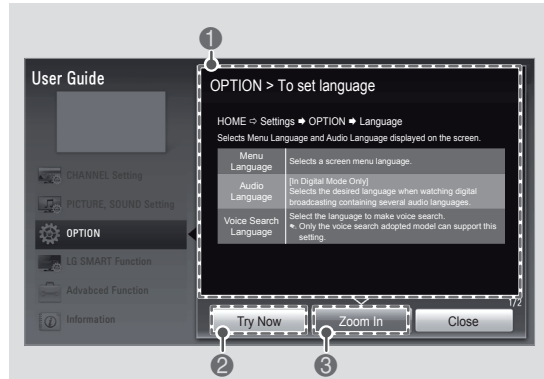 1
User Guide
OPTION > To set language
HOME ⇨ Settings ➡ OPTION ➡ Language
Selects Menu Language and Audio Language displayed on the screen.
Menu
Language
Selects a screen menu language.
Audio
Language
[In Digital Mode Only]
Selects the desired language when watching digital
broadcasting containing several audio languages.
Voice Search
Language
Select the language to make voice search.
Only the voice search adopted model can support this
setting.
CHANNEL Setting
PICTURE, SOUND Setting
OPTION
LG SMART Function
Advabced Function
Information
1/2
Try Now
Zoom In
Close
2
3